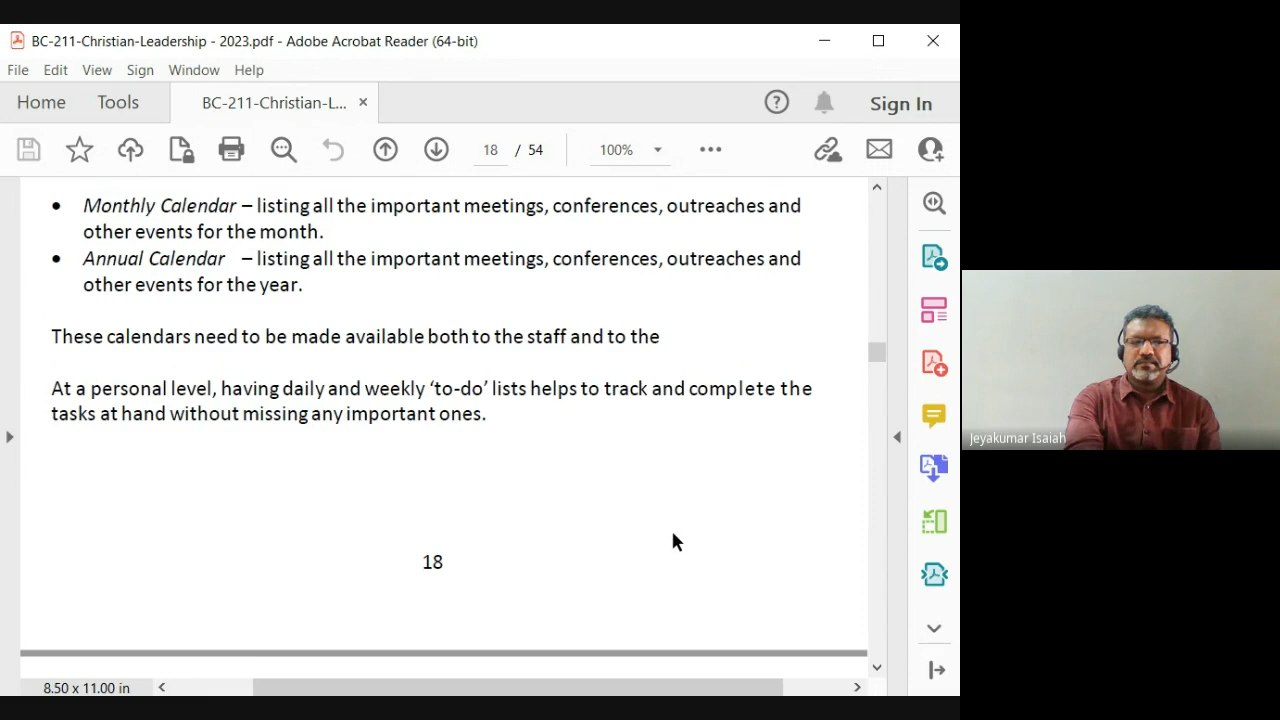 BC-211-Christian-Leadership - 2023.pdf - Adobe Acrobat Reader (64-bit)
File Edit View Sign Window Help
Home Tools BC-211-Christian-L... Sign In
18 / 54 100%
• Monthly Calendar – listing all the important meetings, conferences, outreaches and
other events for the month.
• Annual Calendar – listing all the important meetings, conferences, outreaches and
other events for the year.
These calendars need to be made available both to the staff and to the
At a personal level, having daily and weekly ‘to-do’ lists helps to track and complete the
tasks at hand without missing any important ones.
18
8.50 x 11.00 in
Jeyakumar Isaiah